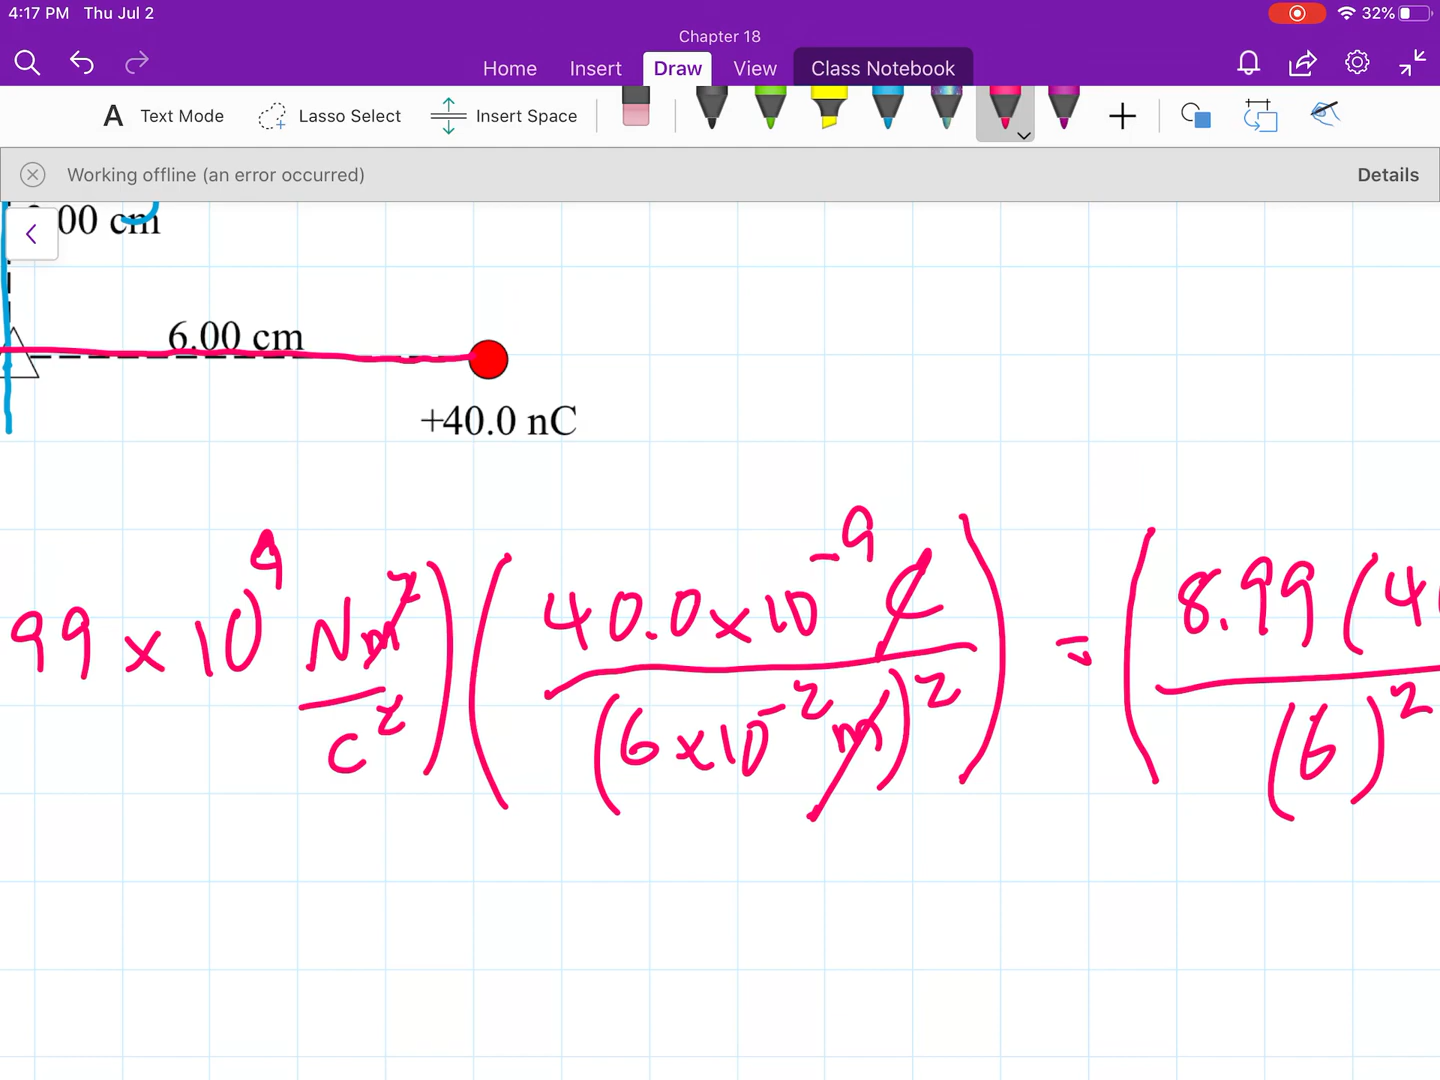 4:17 PM Thu Jul 2 32%
Chapter 18
Home Insert Draw View Class Notebook
A Text Mode Lasso Select Insert Space
Working offline (an error occurred) Details
00 cm
6.00 cm
+40.0 nC
99 x 10^9 Nm^2/C^2) (40.0x10^-9 C/(6x10^-2 m)^2) = (8.99(40/(6)^2